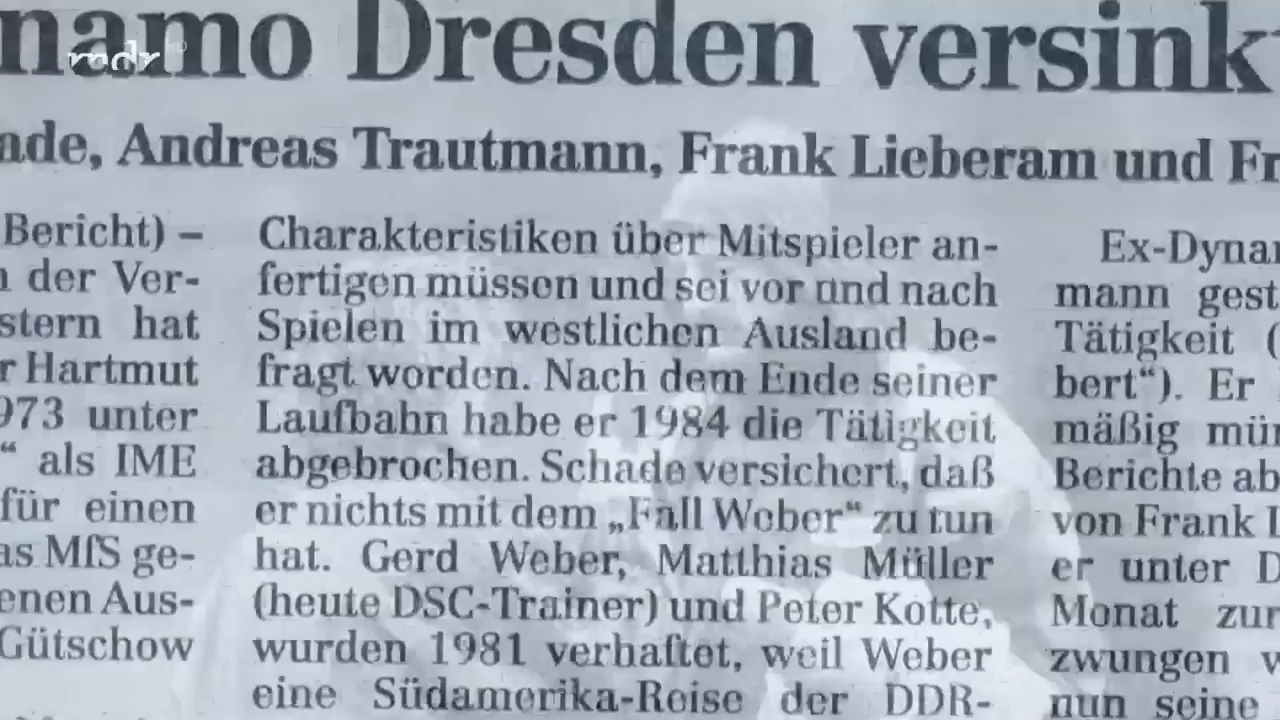 namo Dresden versink
mdr HD
ade, Andreas Trautmann, Frank Lieberam und Fr
Bericht) –
n der Ver-
stern hat
r Hartmut
973 unter
“ als IME
für einen
as MfS ge-
enen Aus-
Gütschow
Charakteristiken über Mitspieler an-
fertigen müssen und sei vor und nach
Spielen im westlichen Ausland be-
fragt worden. Nach dem Ende seiner
Laufbahn habe er 1984 die Tätigkeit
abgebrochen. Schade versichert, daß
er nichts mit dem „Fall Weber“ zu tun
hat. Gerd Weber, Matthias Müller
(heute DSC-Trainer) und Peter Kotte,
wurden 1981 verhaftet, weil Weber
eine Südamerika-Reise der DDR-
Ex-Dynam
mann gest
Tätigkeit (
bert“). Er
mäßig mün
Berichte ab
von Frank L
er unter D
Monat zur
zwungen w
nun seine